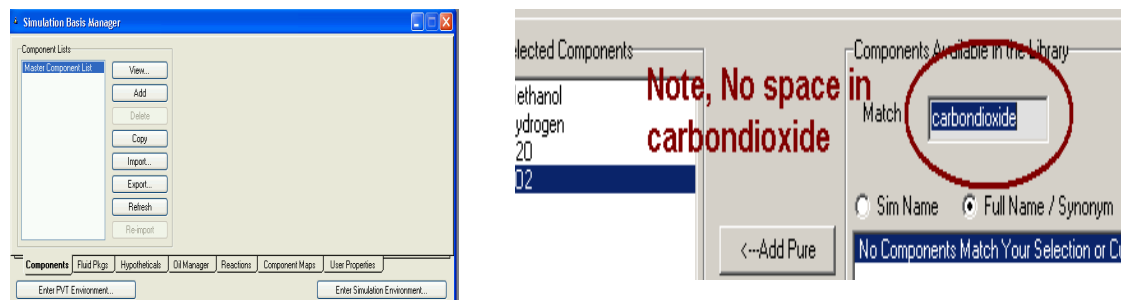 Simulation Basis Manager
Component Lists
Master Component List
View...
Add
Delete
Copy
Import...
Export...
Refresh
Re-import
Components Fluid Pkgs Hypotheticals Oil Manager Reactions Component Maps User Properties
Enter PVT Environment...
Enter Simulation Environment...
elected Components
ethanol
ydrogen
20
O2
Note, No space in
carbondioxide
Components Available in the Library
Match
carbondioxide
Sim Name
Full Name / Synonym
<---Add Pure
No Components Match Your Selection or Cu